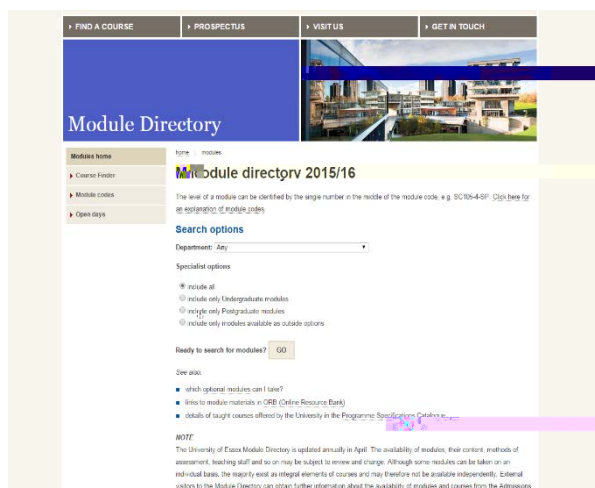 FIND A COURSE
PROSPECTUS
VISIT US
GET IN TOUCH
Module Directory
Modules home
Course Finder
Module codes
Open days
home modules
Module directory 2015/16
The level of a module can be identified by the single number in the middle of the module code, e.g. SC105-4-SP. Click here for
an explanation of module codes.
Search options
Department: Any
Specialist options
include all
include only Undergraduate modules
include only Postgraduate modules
include only modules available as outside options
Ready to search for modules? GO
See also:
which optional modules can I take?
links to module materials in ORB (Online Resource Bank)
details of taught courses offered by the University in the Programme Specifications Catalogue
NOTE
The University of Essex Module Directory is updated annually in April. The availability of modules, their content, methods of
assessment, teaching staff and so on may be subject to review and change. Although some modules can be taken on an
individual basis, the majority exist as integral elements of courses and may therefore not be available independently. External
visitors to the Module Directory can obtain further information about the availability of modules and courses from the Admissions